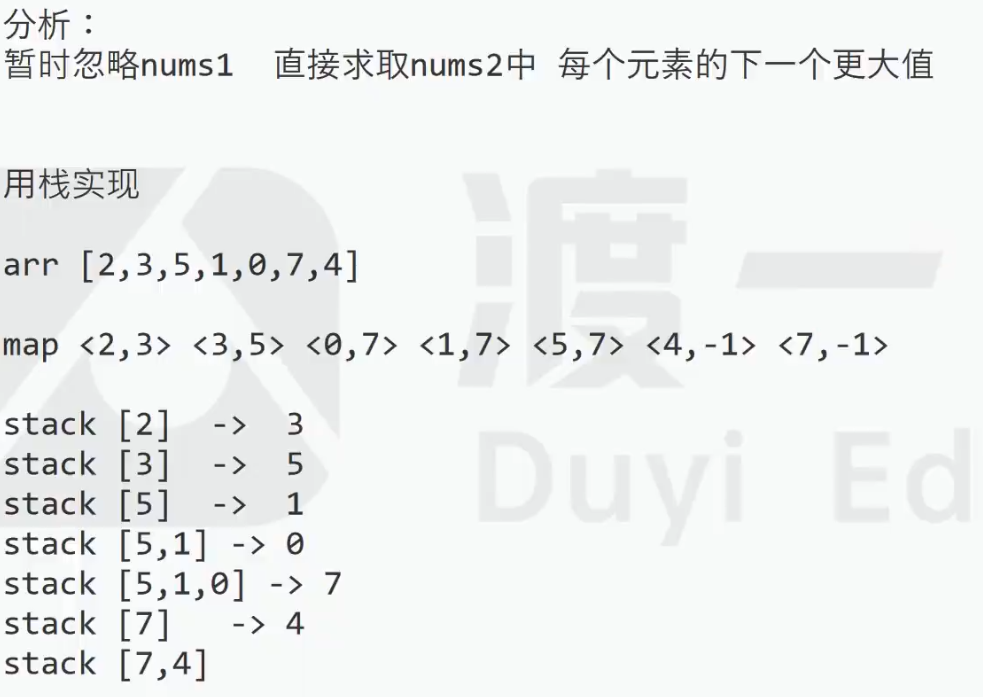 分析：
暂时忽略nums1 直接求取nums2中 每个元素的下一个更大值
用栈实现
arr [2,3,5,1,0,7,4]
map <2,3> <3,5> <0,7> <1,7> <5,7> <4,-1> <7,-1>
stack [2] -> 3
stack [3] -> 5
stack [5] -> 1
stack [5,1] -> 0
stack [5,1,0] -> 7
stack [7] -> 4
stack [7,4]
渡一
Duyi Ed